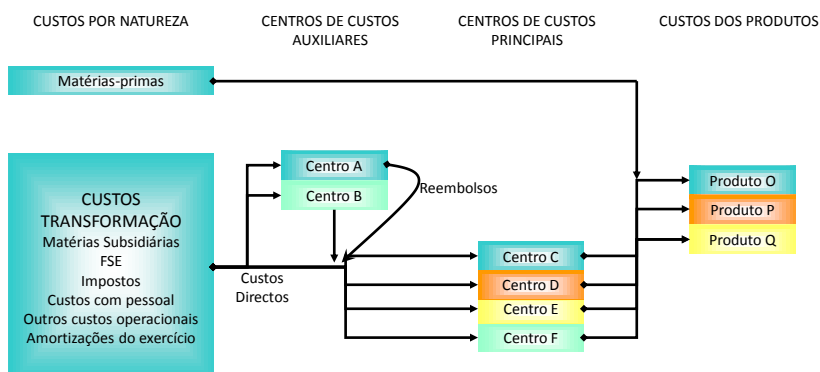 CUSTOS POR NATUREZA
CENTROS DE CUSTOS
AUXILIARES
CENTROS DE CUSTOS
PRINCIPAIS
CUSTOS DOS PRODUTOS
Matérias-primas
Centro A
Centro B
Reembolsos
Produto O
Produto P
Produto Q
CUSTOS
TRANSFORMAÇÃO
Matérias Subsidiárias
FSE
Impostos
Custos com pessoal
Outros custos operacionais
Amortizações do exercício
Custos
Directos
Centro C
Centro D
Centro E
Centro F